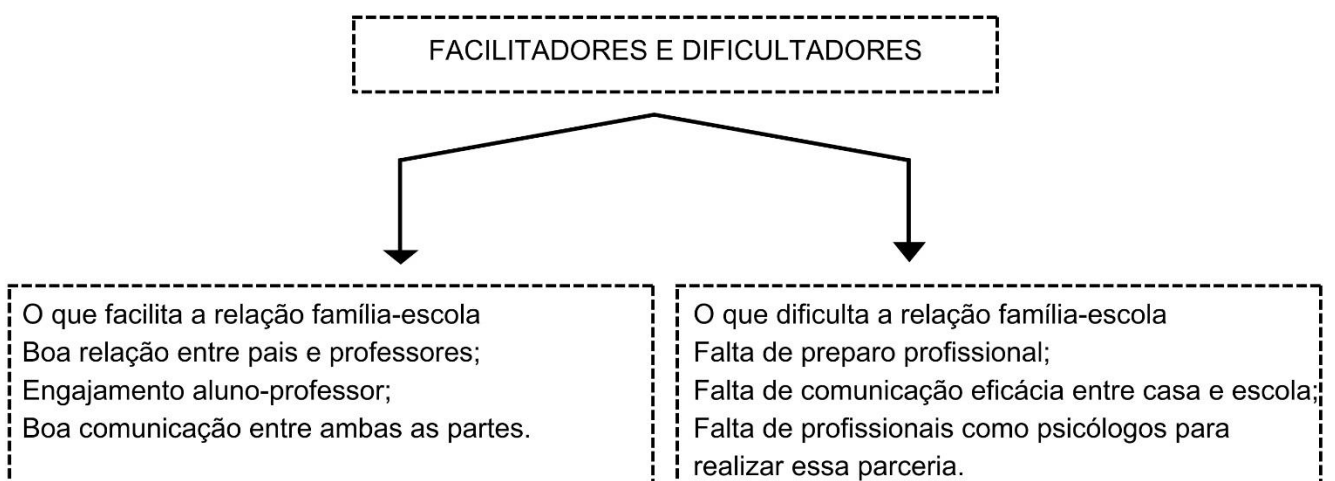 FACILITADORES E DIFICULTADORES
O que facilita a relação família-escola
Boa relação entre pais e professores;
Engajamento aluno-professor;
Boa comunicação entre ambas as partes.
O que dificulta a relação família-escola
Falta de preparo profissional;
Falta de comunicação eficácia entre casa e escola;
Falta de profissionais como psicólogos para
realizar essa parceria.